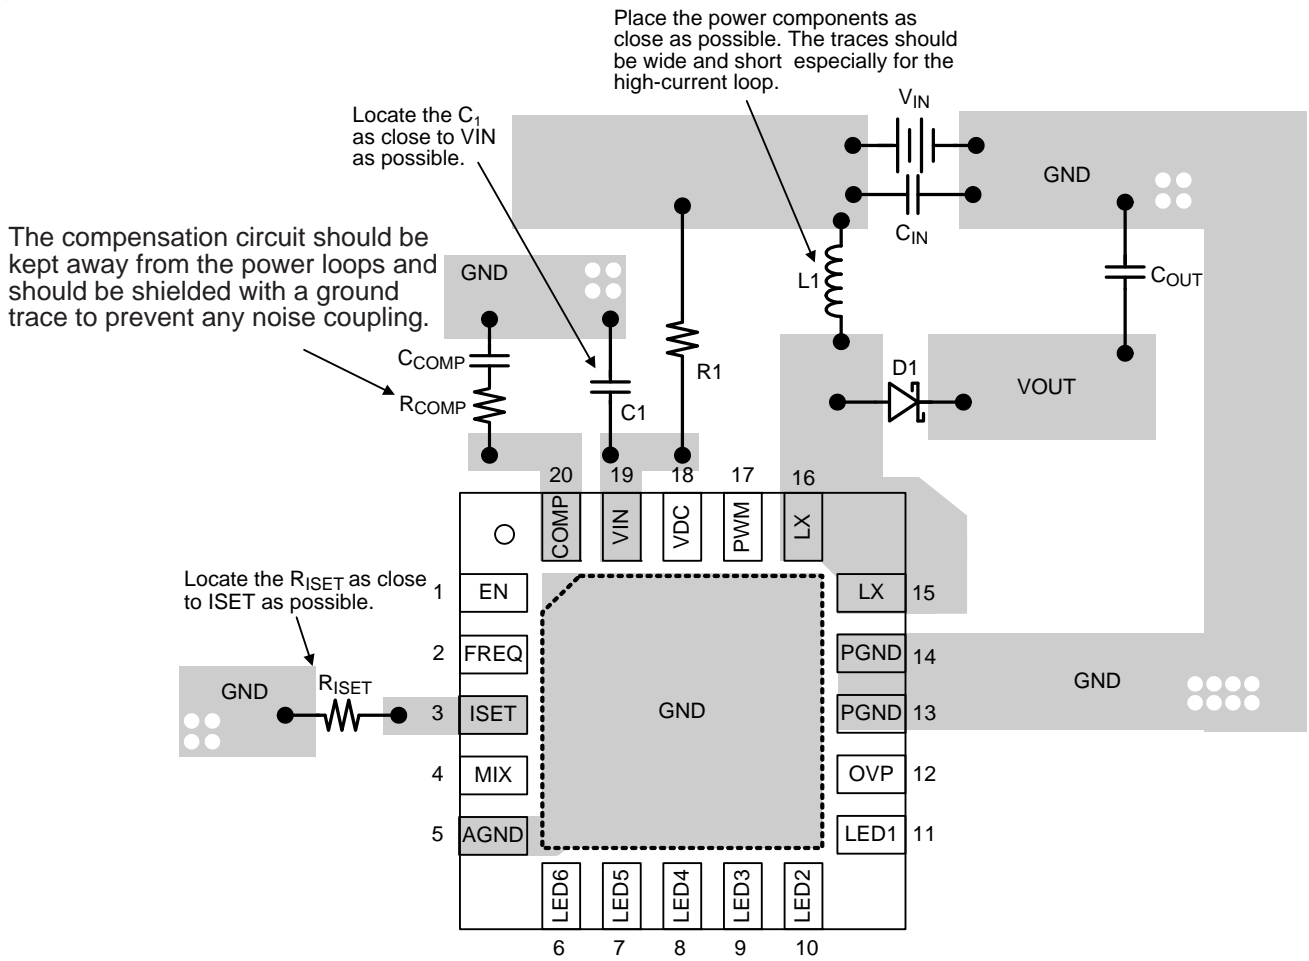 Place the power components as
close as possible. The traces should
be wide and short especially for the
high-current loop.
Locate the C1
as close to VIN
as possible.
The compensation circuit should be
kept away from the power loops and
should be shielded with a ground
trace to prevent any noise coupling.
VIN
GND
CIN
GND
L1
COUT
CCOMP
RCOMP
C1
R1
D1
VOUT
20
19
18
17
16
COMP
VIN
VDC
PWM
LX
Locate the RISET as close
to ISET as possible.
1
EN
LX
15
2
FREQ
PGND
14
GND
RISET
3
ISET
GND
PGND
13
GND
4
MIX
OVP
12
5
AGND
LED1
11
LED6
LED5
LED4
LED3
LED2
6
7
8
9
10